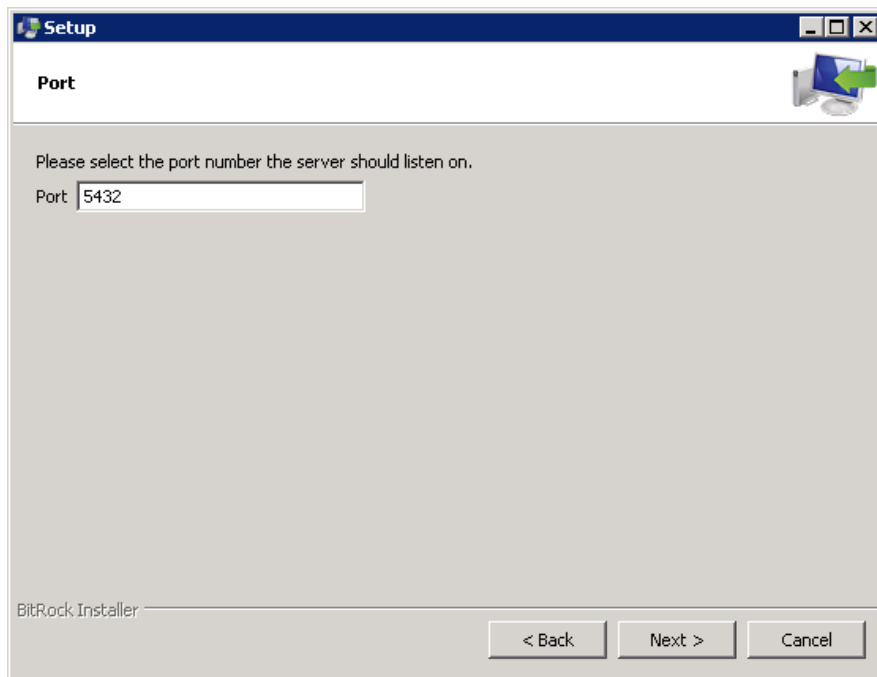 Setup
Port
Please select the port number the server should listen on.
Port 5432
BitRock Installer
< Back Next > Cancel